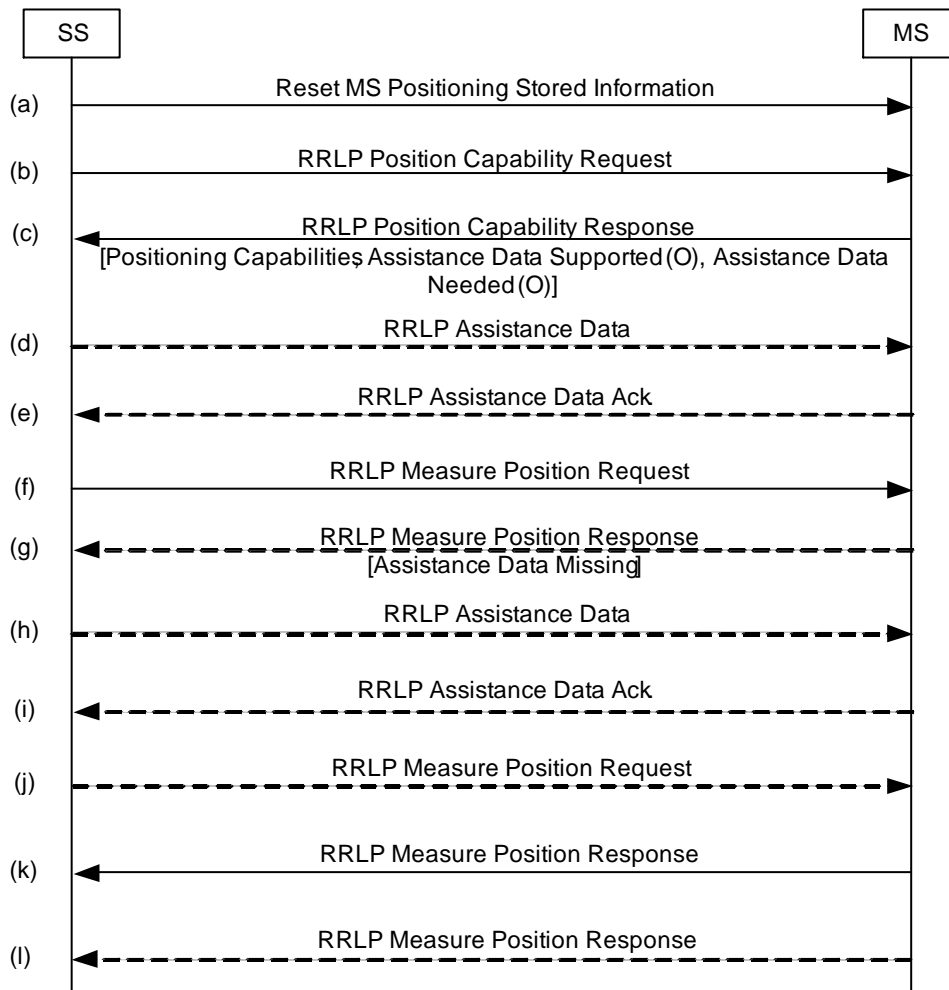 SS
MS
(a)
Reset MS Positioning Stored Information
(b)
RRLP Position Capability Request
(c)
RRLP Position Capability Response
[Positioning Capabilities, Assistance Data Supported (O), Assistance Data
Needed (O)]
(d)
RRLP Assistance Data
(e)
RRLP Assistance Data Ack.
(f)
RRLP Measure Position Request
(g)
RRLP Measure Position Response
[Assistance Data Missing]
(h)
RRLP Assistance Data
(i)
RRLP Assistance Data Ack.
(j)
RRLP Measure Position Request
(k)
RRLP Measure Position Response
(l)
RRLP Measure Position Response